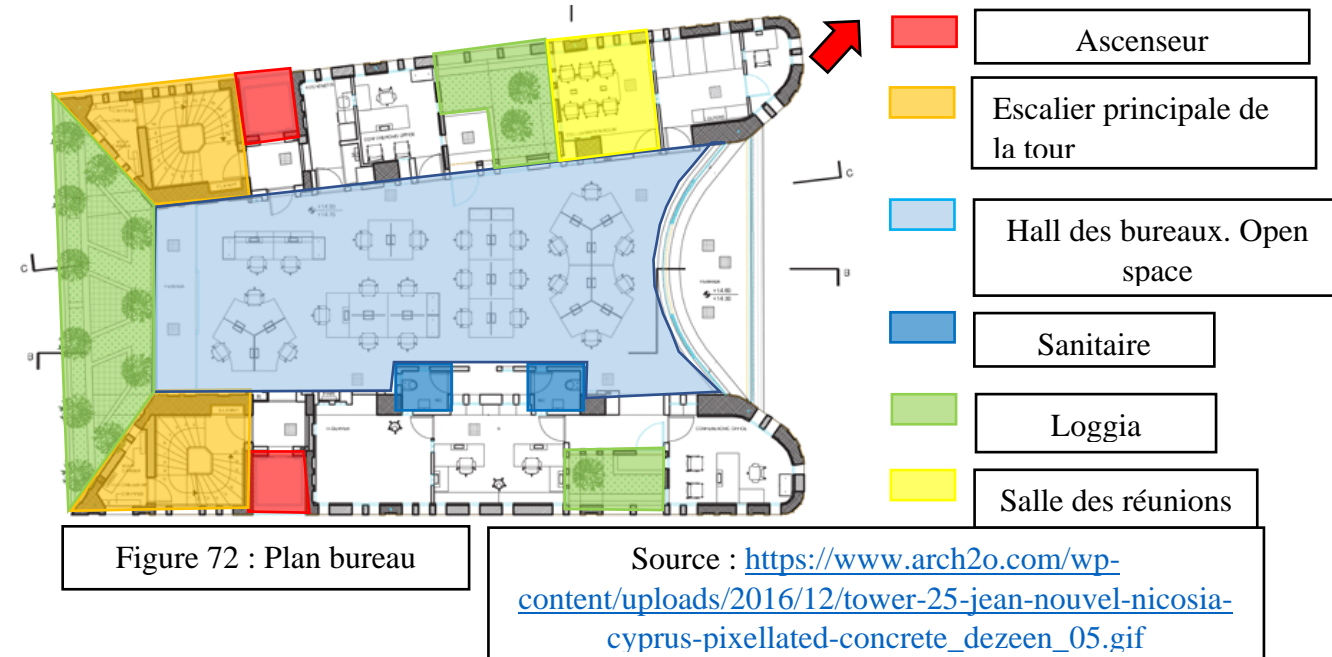 Ascenseur
Escalier principale de
la tour
Hall des bureaux. Open
space
Sanitaire
Loggia
Salle des réunions
C
C
B
B
Figure 72 : Plan bureau
Source : https://www.arch2o.com/wp-
content/uploads/2016/12/tower-25-jean-nouvel-nicosia-
cyprus-pixellated-concrete_dezeen_05.gif